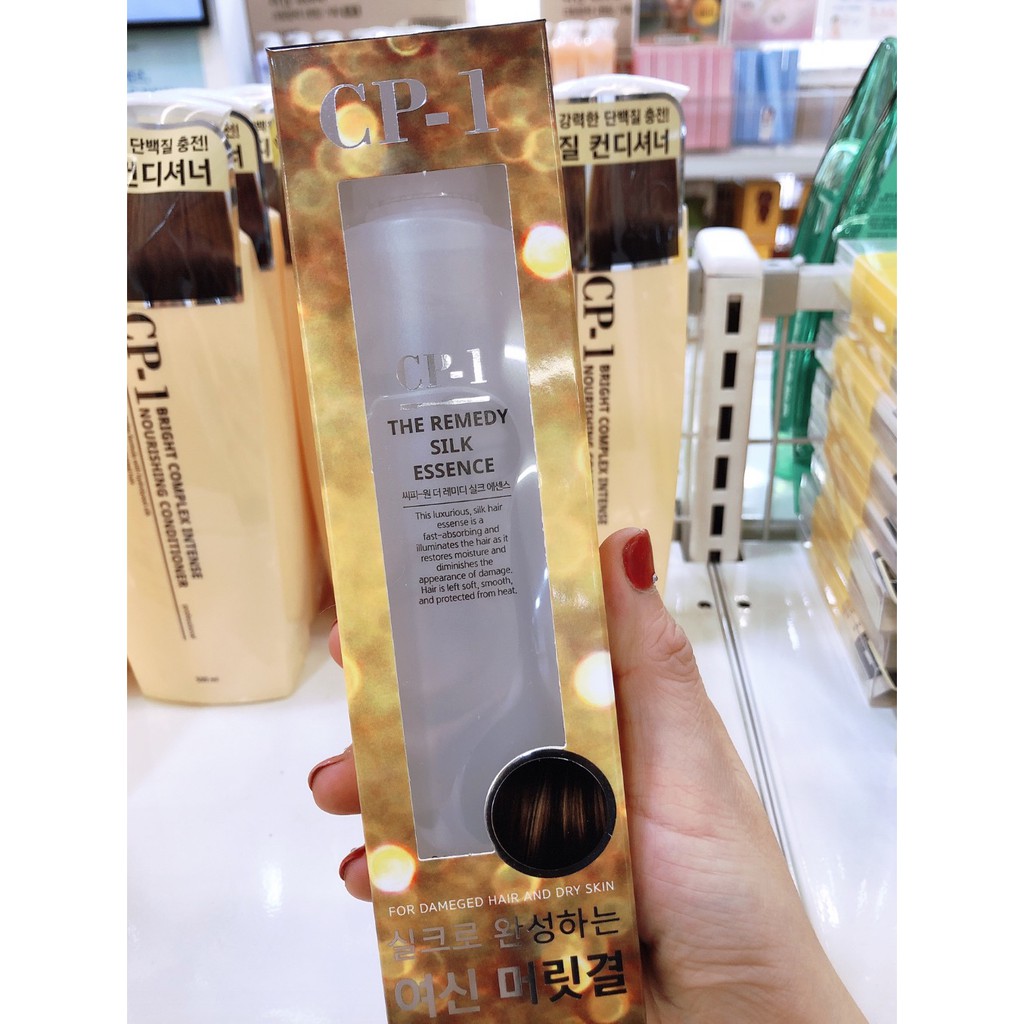 CP-1
CP-1
THE REMEDY
SILK
ESSENCE
씨피-원 더 레미디 실크 에센스
This luxurious, silk hair
essense is a
fast-absorbing and
illuminates the hair as it
restores moisture and
diminishes the
appearance of damage.
Hair is left soft, smooth,
and protected from heat.
FOR DAMEGED HAIR AND DRY SKIN
실크로 완성하는
여신 머릿결
단백질 충전!
컨디셔너
CP-1
BRIGHT COMPLEX INTENSE
NOURISHING CONDITIONER
강력한 단백질 충전!
질 컨디셔너
CP-1
BRIGHT COMPLEX INTENSE
NOURISHING